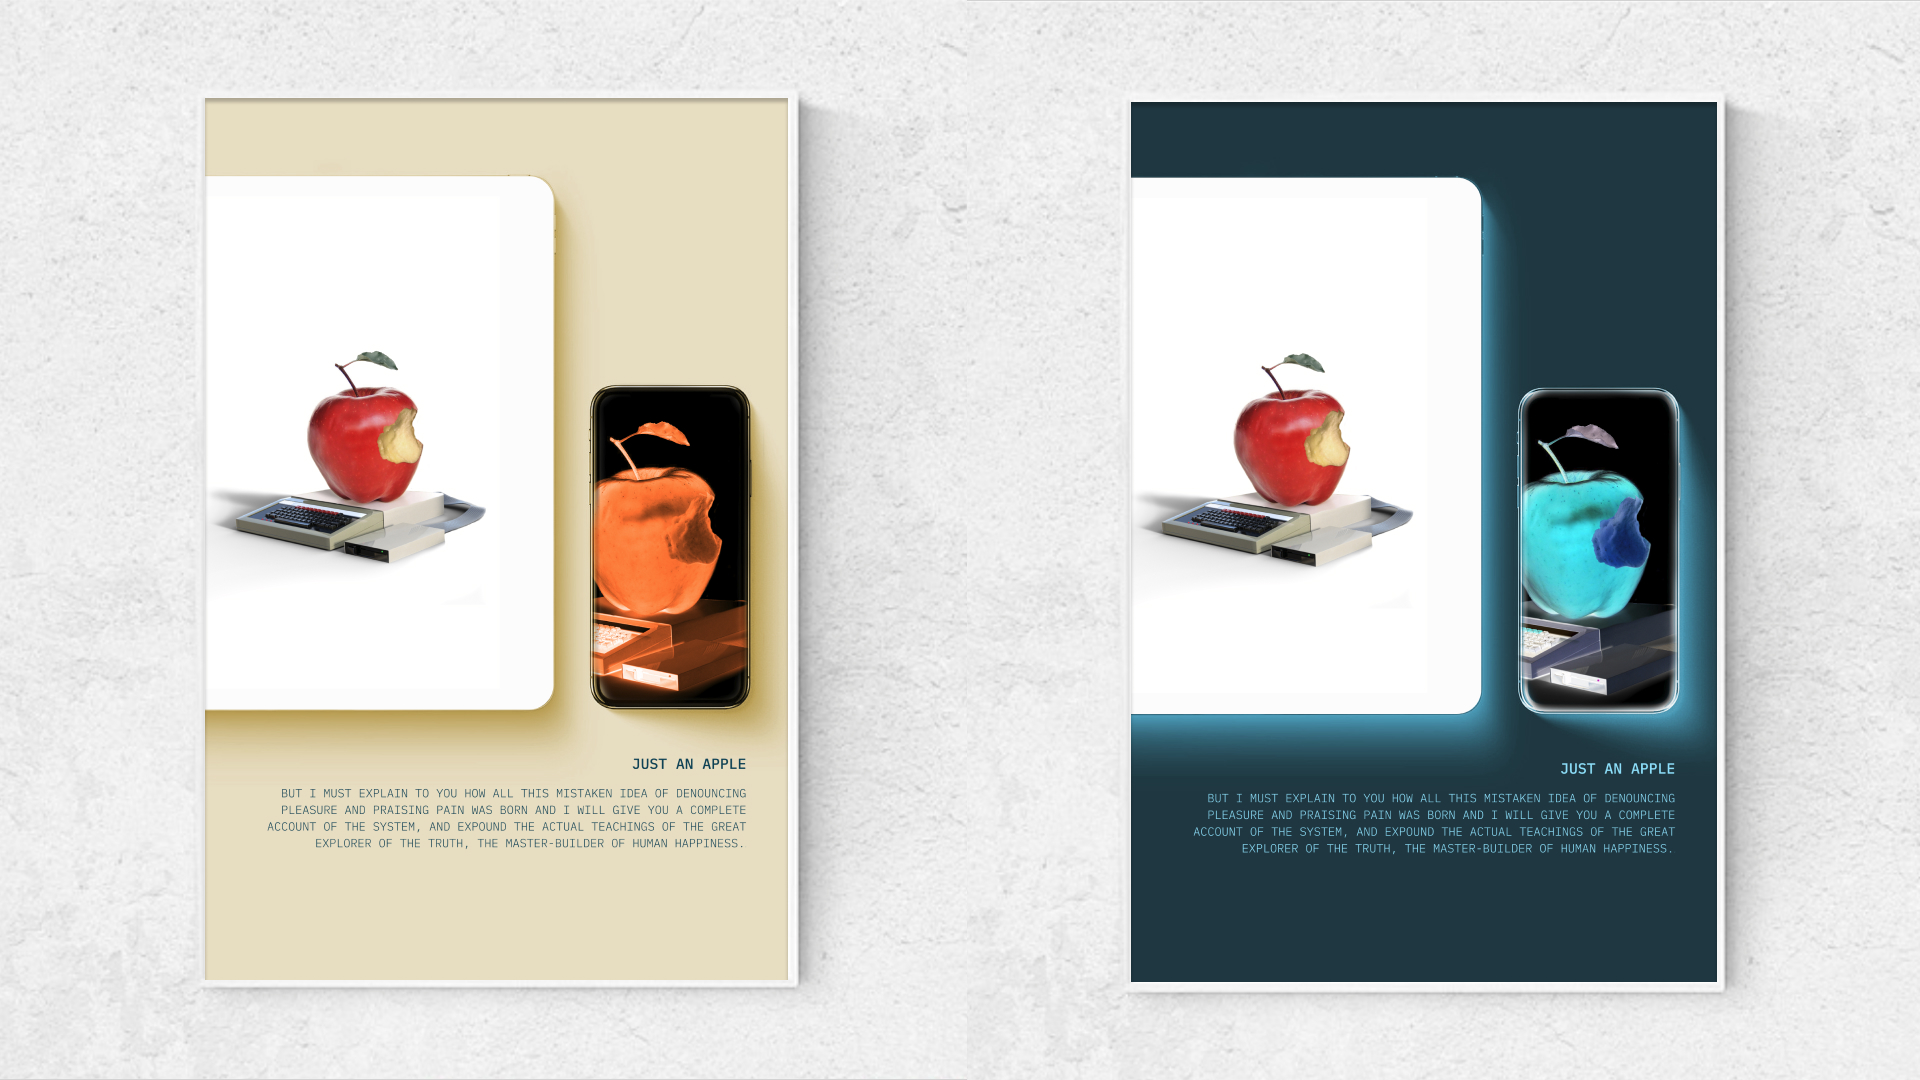 JUST AN APPLE
BUT I MUST EXPLAIN TO YOU HOW ALL THIS MISTAKEN IDEA OF DENOUNCING
PLEASURE AND PRAISING PAIN WAS BORN AND I WILL GIVE YOU A COMPLETE
ACCOUNT OF THE SYSTEM, AND EXPOUND THE ACTUAL TEACHINGS OF THE GREAT
EXPLORER OF THE TRUTH, THE MASTER-BUILDER OF HUMAN HAPPINESS.
JUST AN APPLE
BUT I MUST EXPLAIN TO YOU HOW ALL THIS MISTAKEN IDEA OF DENOUNCING
PLEASURE AND PRAISING PAIN WAS BORN AND I WILL GIVE YOU A COMPLETE
ACCOUNT OF THE SYSTEM, AND EXPOUND THE ACTUAL TEACHINGS OF THE GREAT
EXPLORER OF THE TRUTH, THE MASTER-BUILDER OF HUMAN HAPPINESS.